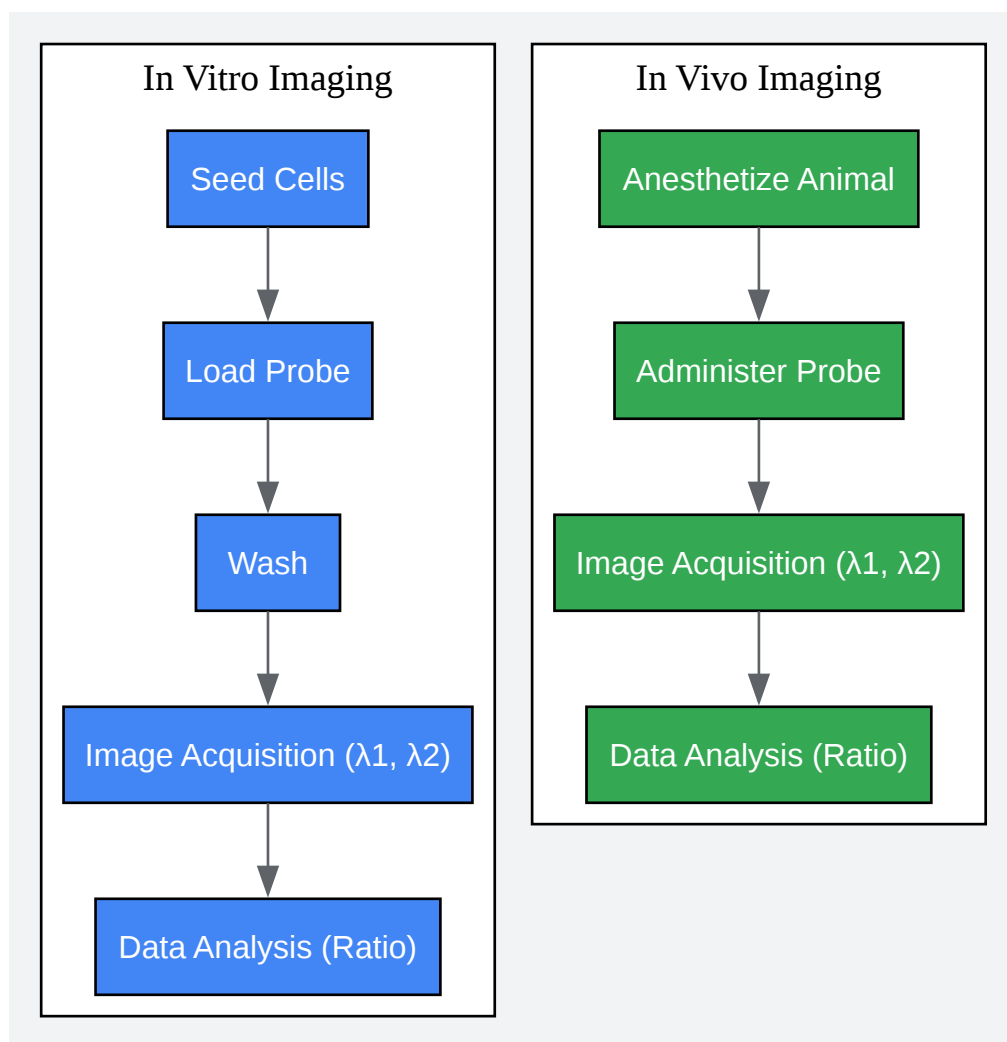 In Vitro Imaging
Seed Cells
Load Probe
Wash
Image Acquisition (λ1, λ2)
Data Analysis (Ratio)
In Vivo Imaging
Anesthetize Animal
Administer Probe
Image Acquisition (λ1, λ2)
Data Analysis (Ratio)